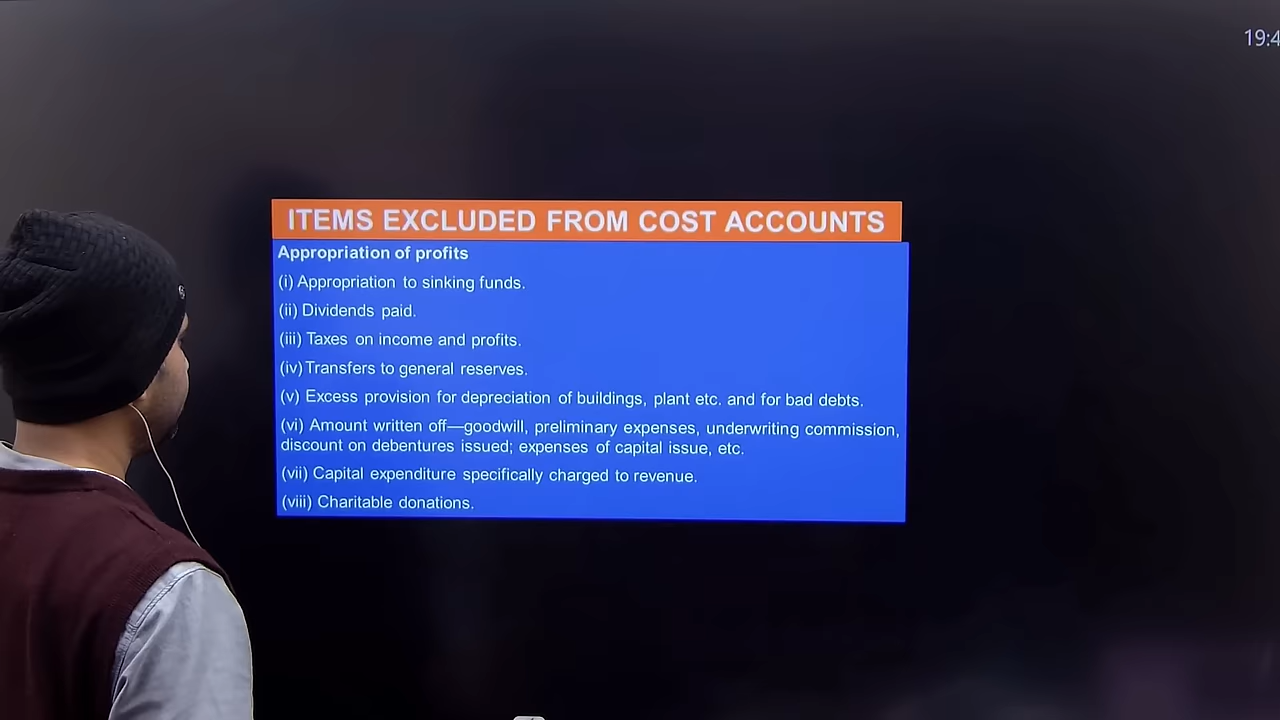 19:4
ITEMS EXCLUDED FROM COST ACCOUNTS
Appropriation of profits
(i) Appropriation to sinking funds.
(ii) Dividends paid.
(iii) Taxes on income and profits.
(iv) Transfers to general reserves.
(v) Excess provision for depreciation of buildings, plant etc. and for bad debts.
(vi) Amount written off—goodwill, preliminary expenses, underwriting commission,
discount on debentures issued; expenses of capital issue, etc.
(vii) Capital expenditure specifically charged to revenue.
(viii) Charitable donations.